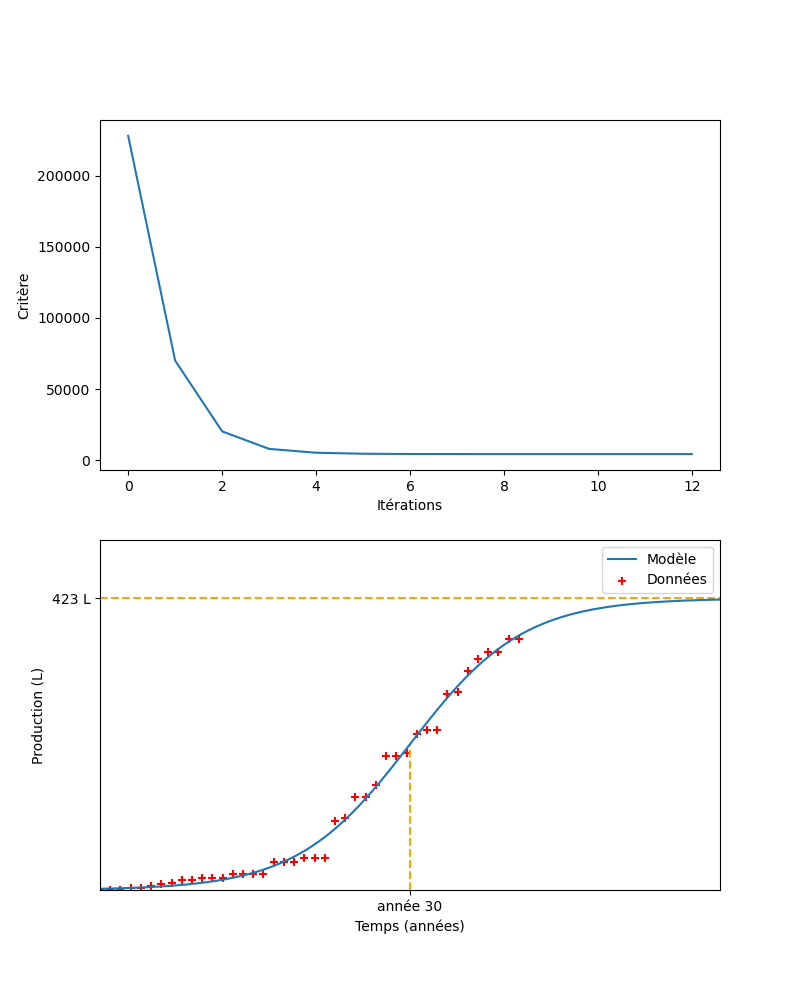 200000
150000
100000
50000
0
Critère
0 2 4 6 8 10 12
Itérations
Modèle
Données
423 L
Production (L)
année 30
Temps (années)